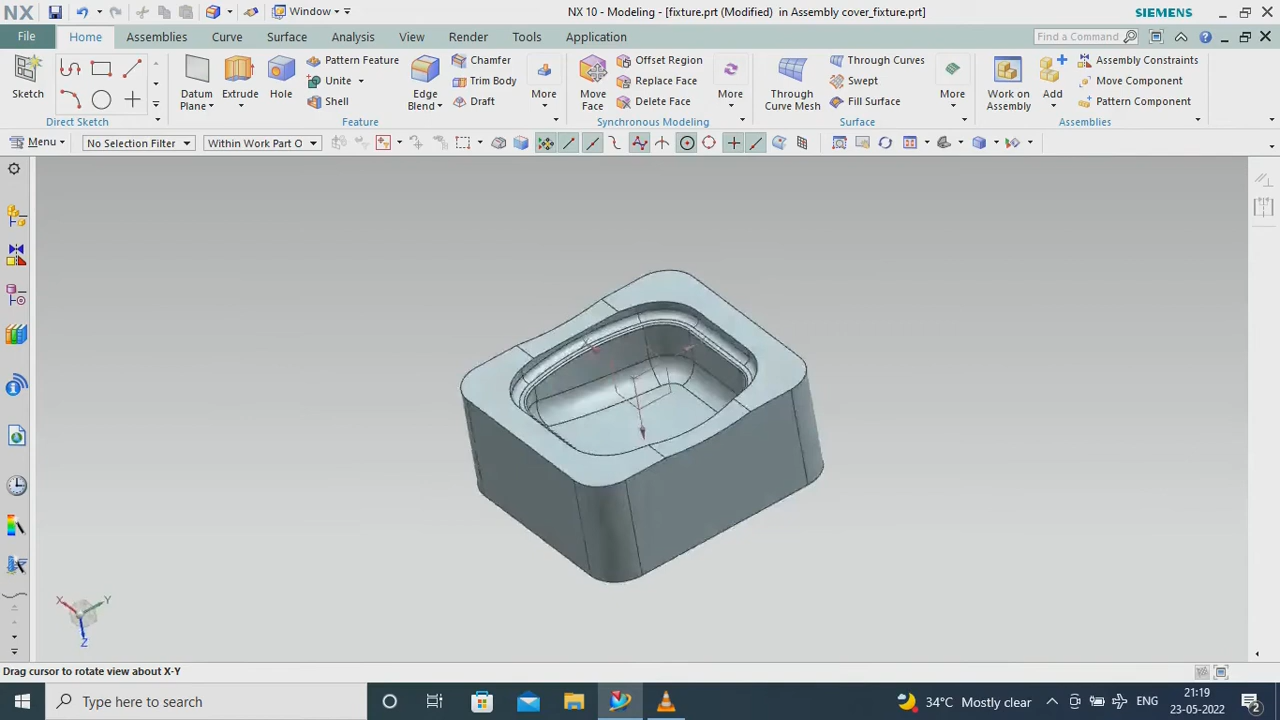 NX
Window
NX 10 - Modeling - [fixture.prt (Modified) in Assembly cover_fixture.prt]
SIEMENS
File
Home
Assemblies
Curve
Surface
Analysis
View
Load
Render
Tools
Application
Find a Command
Sketch
Direct Sketch
Datum Plane
Extrude
Hole
Pattern Feature
Unite
Shell
Edge Blend
Chamfer
Trim Body
Draft
More
Feature
Move Face
Offset Region
Replace Face
Delete Face
More
Synchronous Modeling
Through Curve Mesh
Through Curves
Swept
Fill Surface
More
Surface
Work on Assembly
Add
Assembly Constraints
Move Component
Pattern Component
Assemblies
Menu
No Selection Filter
Within Work Part O
X
Y
Z
Drag cursor to rotate view about X-Y
Type here to search
34°C Mostly clear
ENG
21:19
23-05-2022
2